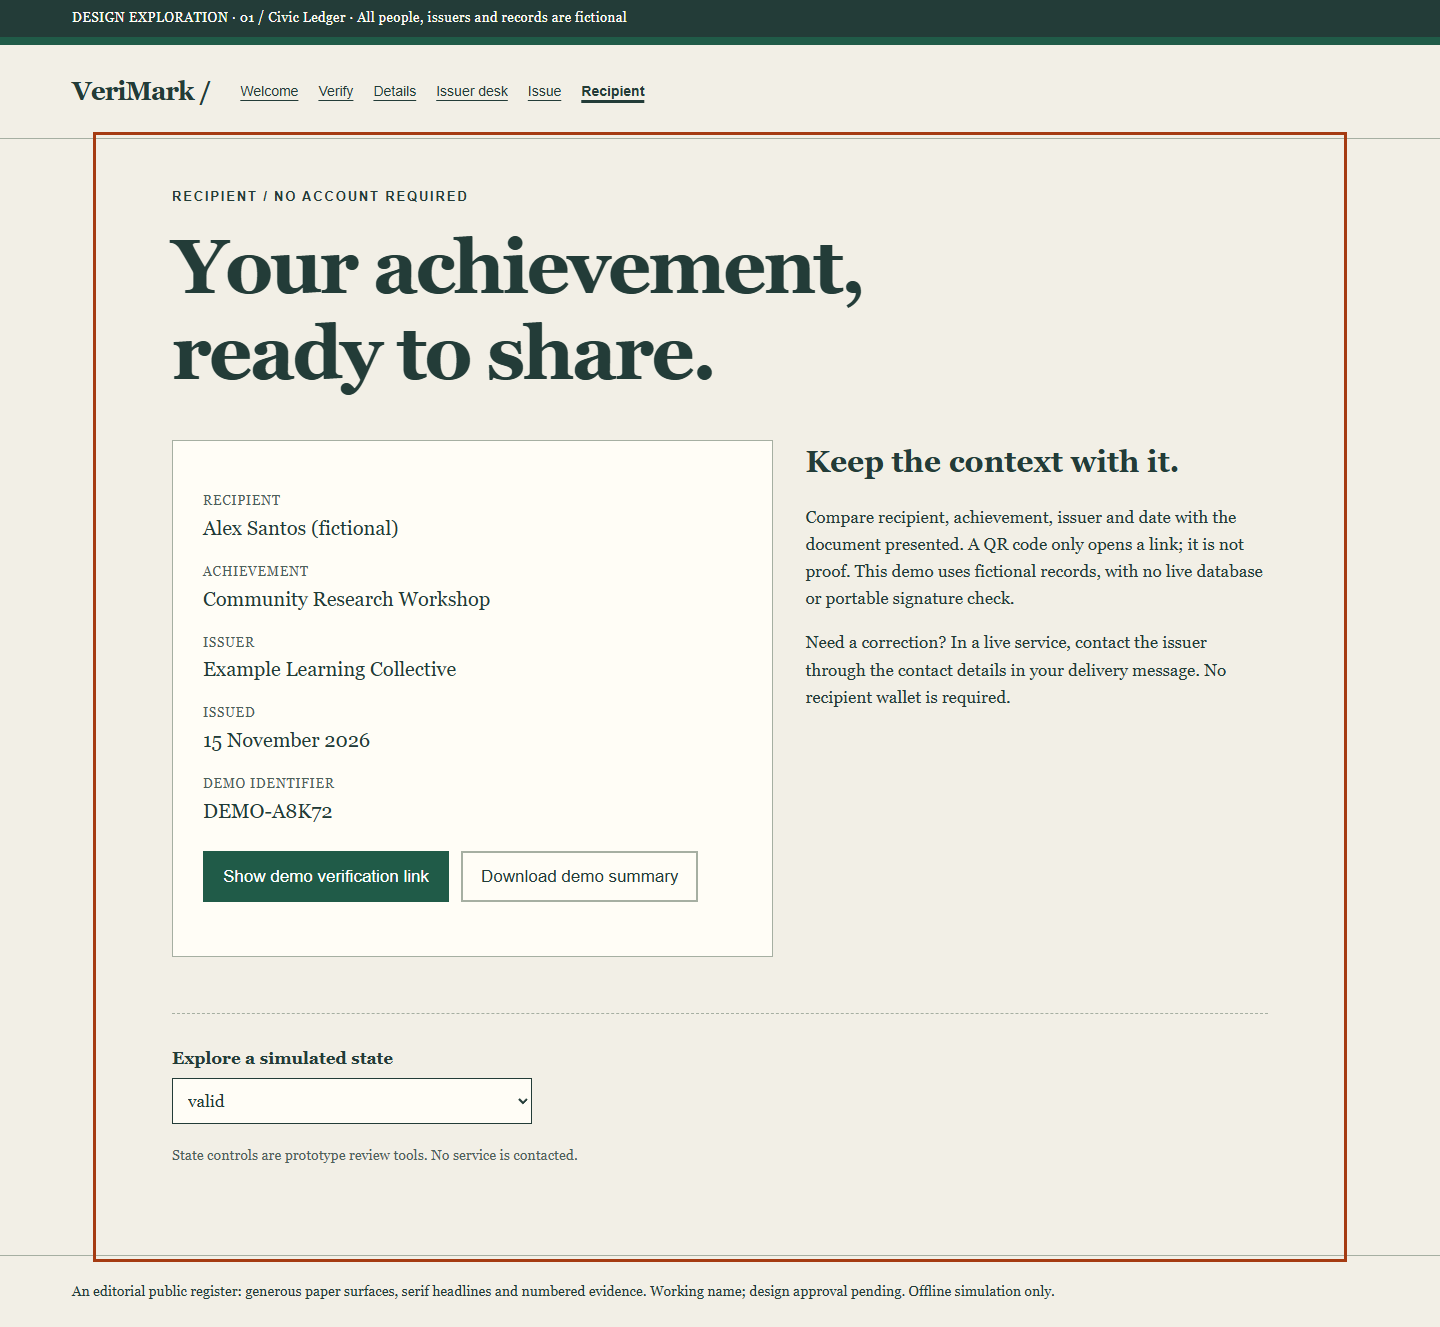 DESIGN EXPLORATION · 01 / Civic Ledger · All people, issuers and records are fictional
VeriMark /
Welcome
Verify
Details
Issuer desk
Issue
Recipient
RECIPIENT / NO ACCOUNT REQUIRED
Your achievement,
ready to share.
RECIPIENT
Alex Santos (fictional)
ACHIEVEMENT
Community Research Workshop
ISSUER
Example Learning Collective
ISSUED
15 November 2026
DEMO IDENTIFIER
DEMO-A8K72
Show demo verification link
Download demo summary
Keep the context with it.
Compare recipient, achievement, issuer and date with the
document presented. A QR code only opens a link; it is not
proof. This demo uses fictional records, with no live database
or portable signature check.
Need a correction? In a live service, contact the issuer
through the contact details in your delivery message. No
recipient wallet is required.
Explore a simulated state
valid
State controls are prototype review tools. No service is contacted.
An editorial public register: generous paper surfaces, serif headlines and numbered evidence. Working name; design approval pending. Offline simulation only.